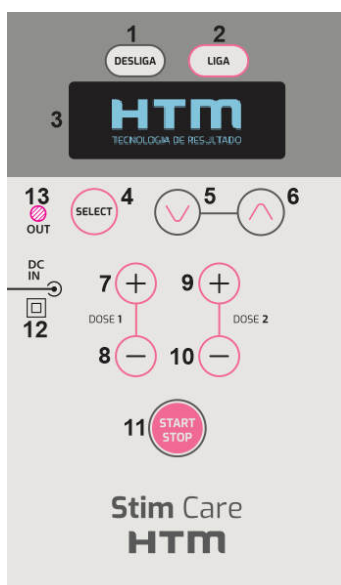 1 2
DESLIGA LIGA
3
HTM
TECNOLOGIA DE RESULTADO
13 4 5 6
SELECT
OUT
DC
IN
7 + 9 +
DOSE 1 DOSE 2
12
8 − 10 −
11
START
STOP
Stim Care
HTM